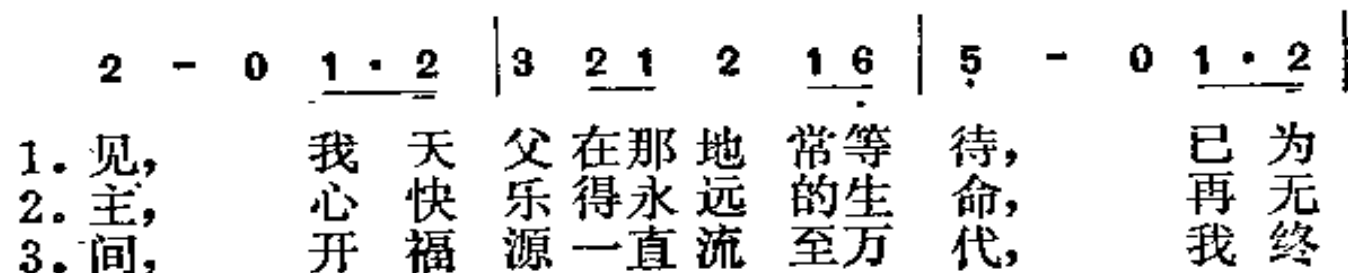 2 - 0 1 · 2 | 3 2 1 2 1 6 | 5 - 0 1 · 2 |
1. 见, 我 天 父 在那 地 常等 待, 已 为
2. 主, 心 快 乐 得永 远 的生 命, 再 无
3. 间, 开 福 源 一直 流 至万 代, 我 终